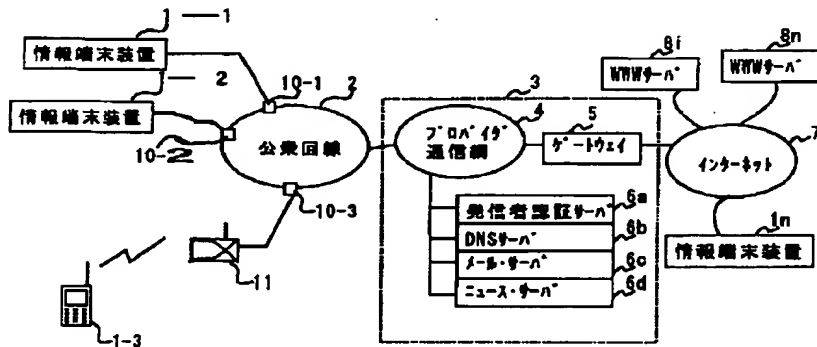 1 — 1
情報端末装置
1 — 2
情報端末装置
10-1
2
10-2
公衆回線
10-3
11
1-3
3
4
プロバイダ
通信網
5
ゲートウェイ
発信者認証サーバ
6a
DNSサーバ
6b
メール・サーバ
6c
ニュース・サーバ
6d
8i
WWWサーバ
8n
WWWサーバ
7
インターネット
1n
情報端末装置